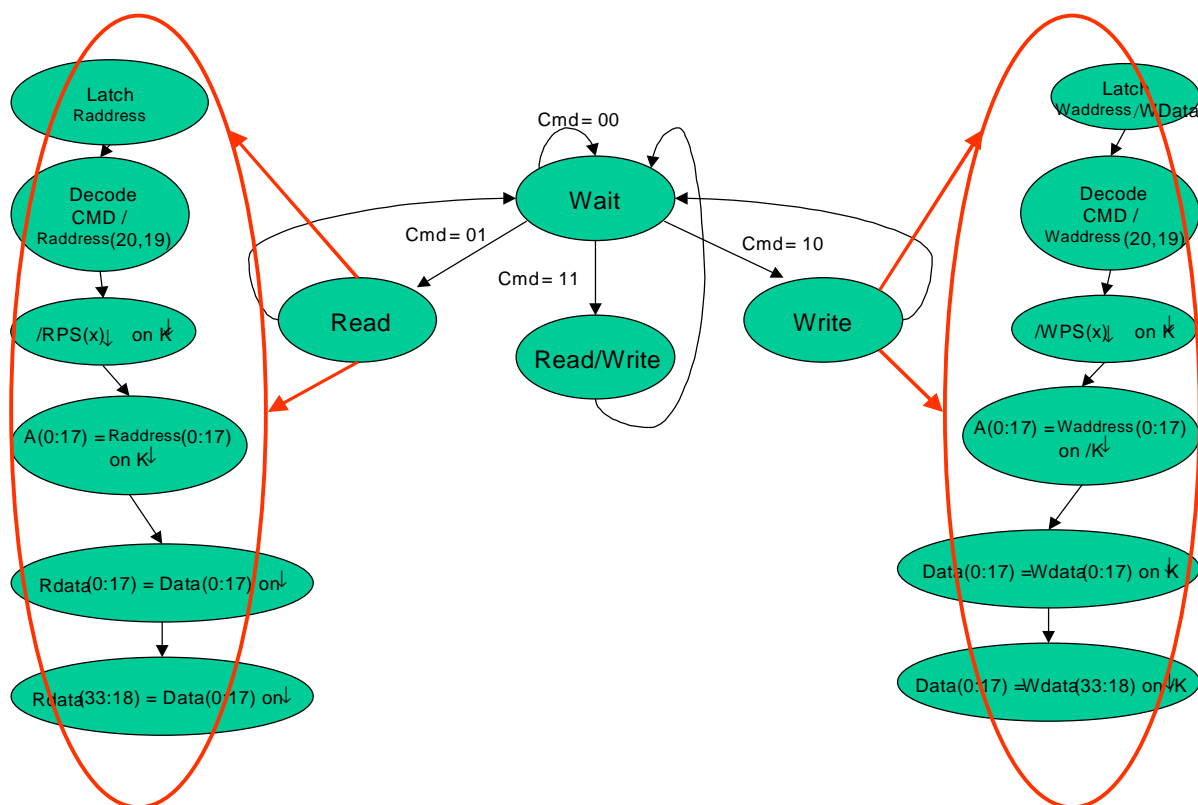 Latch
Raddress
Decode
CMD /
Raddress(20,19)
/RPS(x)↓ on K↓
A(0:17) = Raddress(0:17)
on K↓
Rdata(0:17) = Data(0:17) on↓
Rdata(33:18) = Data(0:17) on↓
Cmd= 00
Wait
Cmd= 01
Cmd= 10
Cmd= 11
Read
Read/Write
Write
Latch
Waddress/WData
Decode
CMD /
Waddress(20,19)
/WPS(x)↓ on K↓
A(0:17) = Waddress(0:17)
on /K↓
Data(0:17) =Wdata(0:17) on ↓K
Data(0:17) =Wdata(33:18) on↓/K